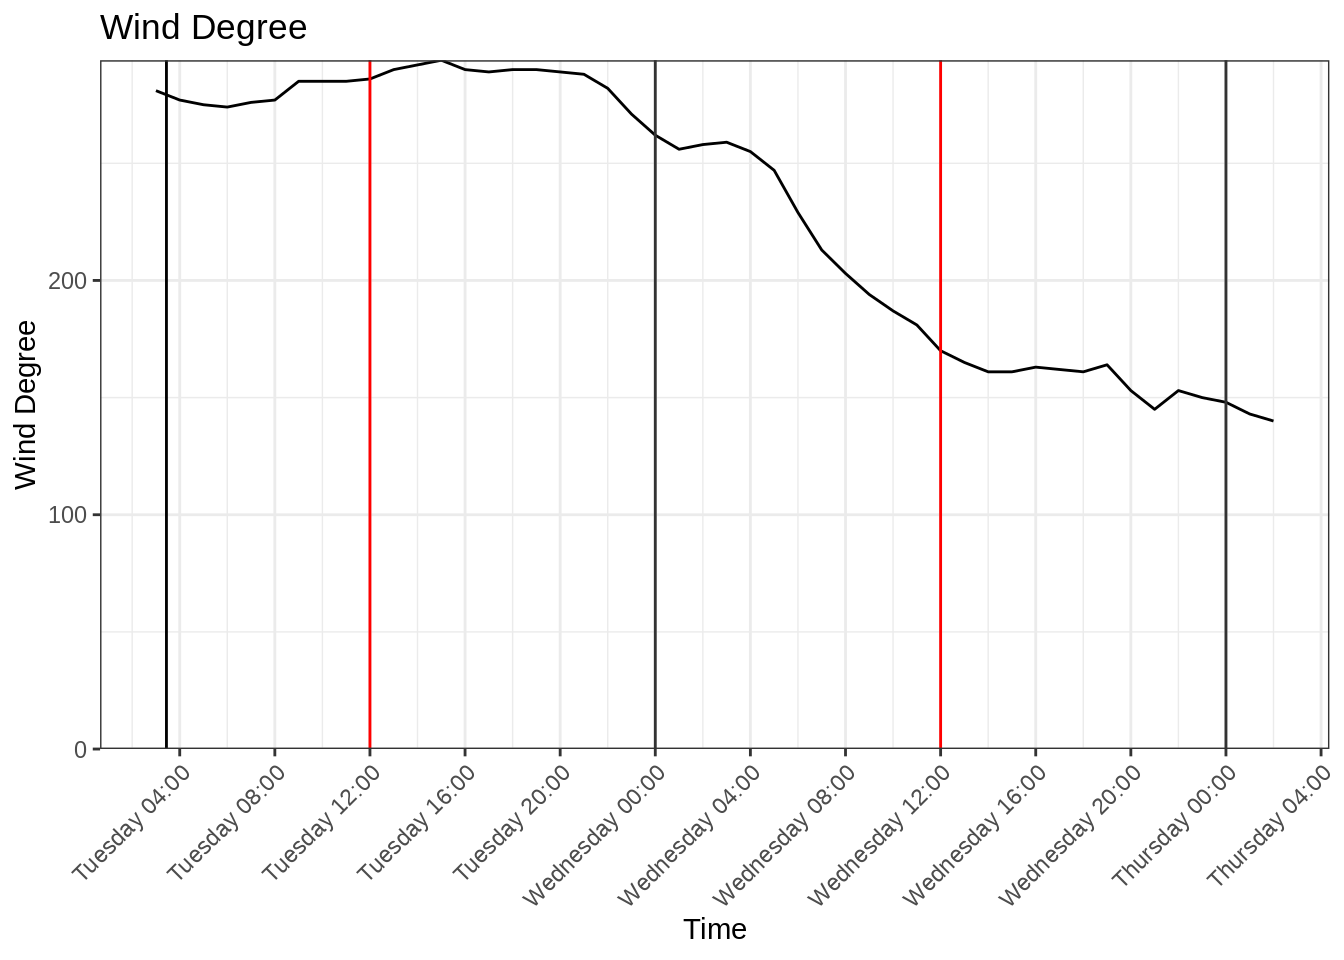 Wind Degree
Wind Degree
200
100
0
Tuesday 04:00
Tuesday 08:00
Tuesday 12:00
Tuesday 16:00
Tuesday 20:00
Wednesday 00:00
Wednesday 04:00
Wednesday 08:00
Wednesday 12:00
Wednesday 16:00
Wednesday 20:00
Thursday 00:00
Thursday 04:00
Time